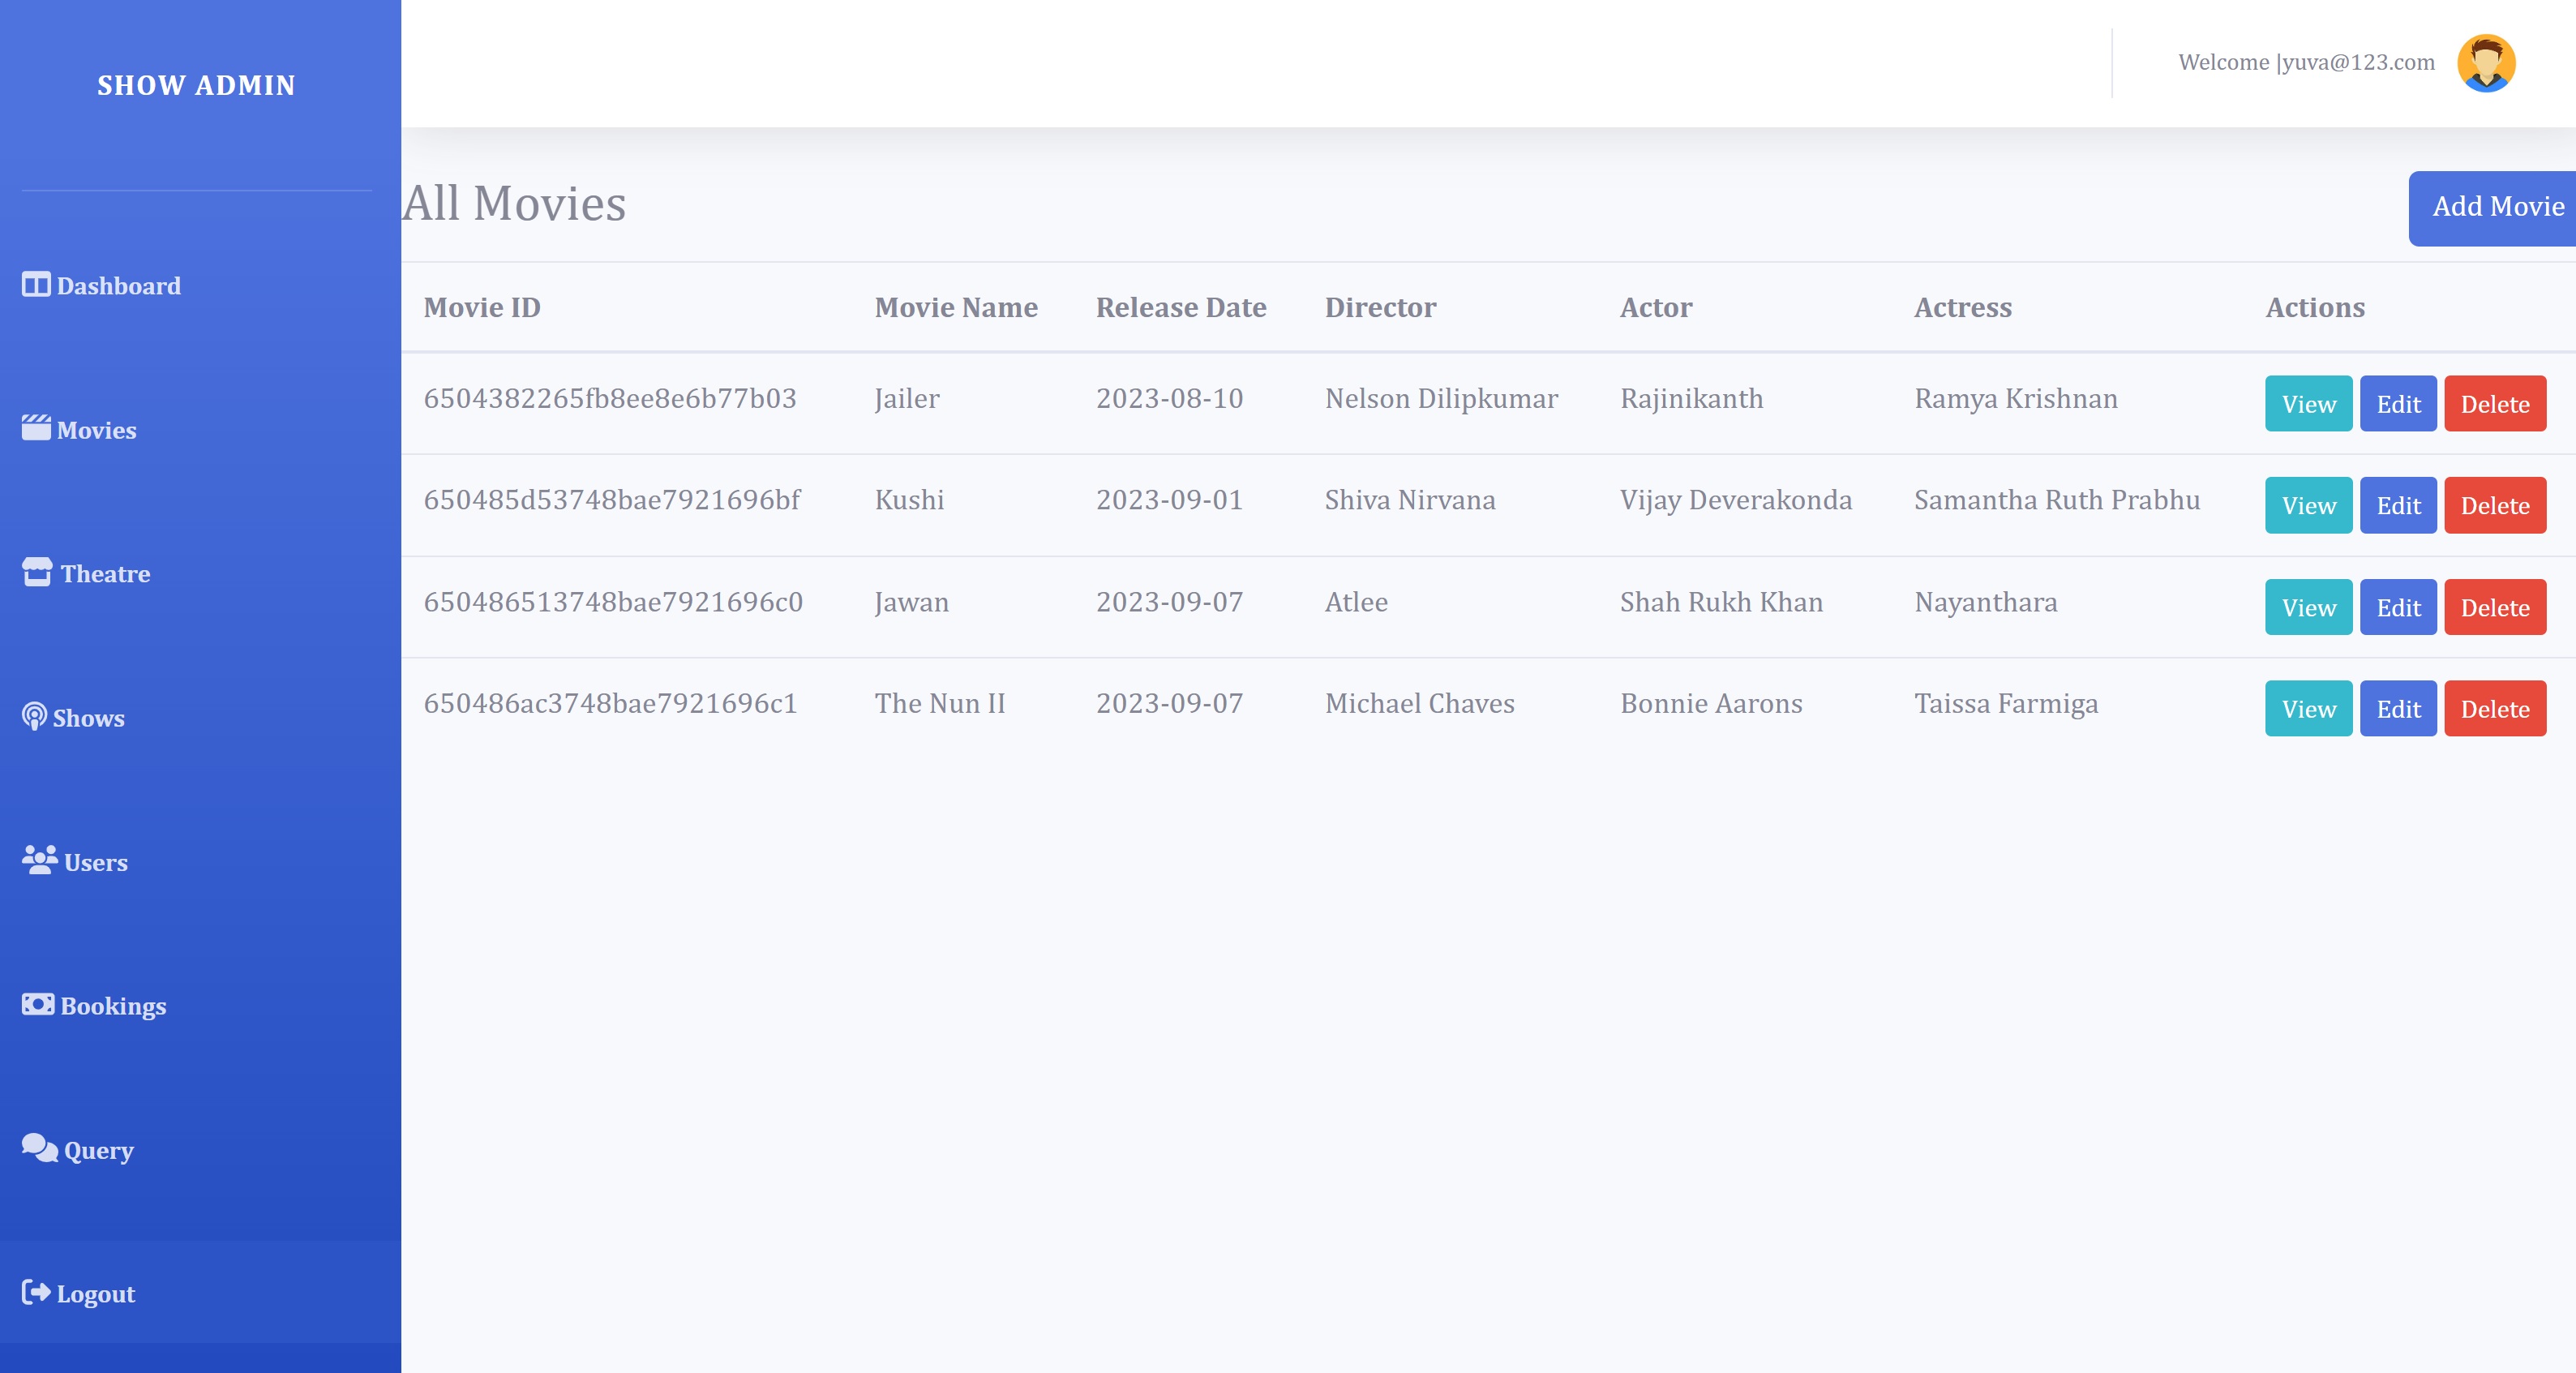 SHOW ADMIN
Welcome |yuva@123.com
Dashboard
Movies
Theatre
Shows
Users
Bookings
Query
Logout
All Movies
Add Movie
Movie ID Movie Name Release Date Director Actor Actress Actions
6504382265fb8ee8e6b77b03 Jailer 2023-08-10 Nelson Dilipkumar Rajinikanth Ramya Krishnan View Edit Delete
650485d53748bae7921696bf Kushi 2023-09-01 Shiva Nirvana Vijay Deverakonda Samantha Ruth Prabhu View Edit Delete
650486513748bae7921696c0 Jawan 2023-09-07 Atlee Shah Rukh Khan Nayanthara View Edit Delete
650486ac3748bae7921696c1 The Nun II 2023-09-07 Michael Chaves Bonnie Aarons Taissa Farmiga View Edit Delete